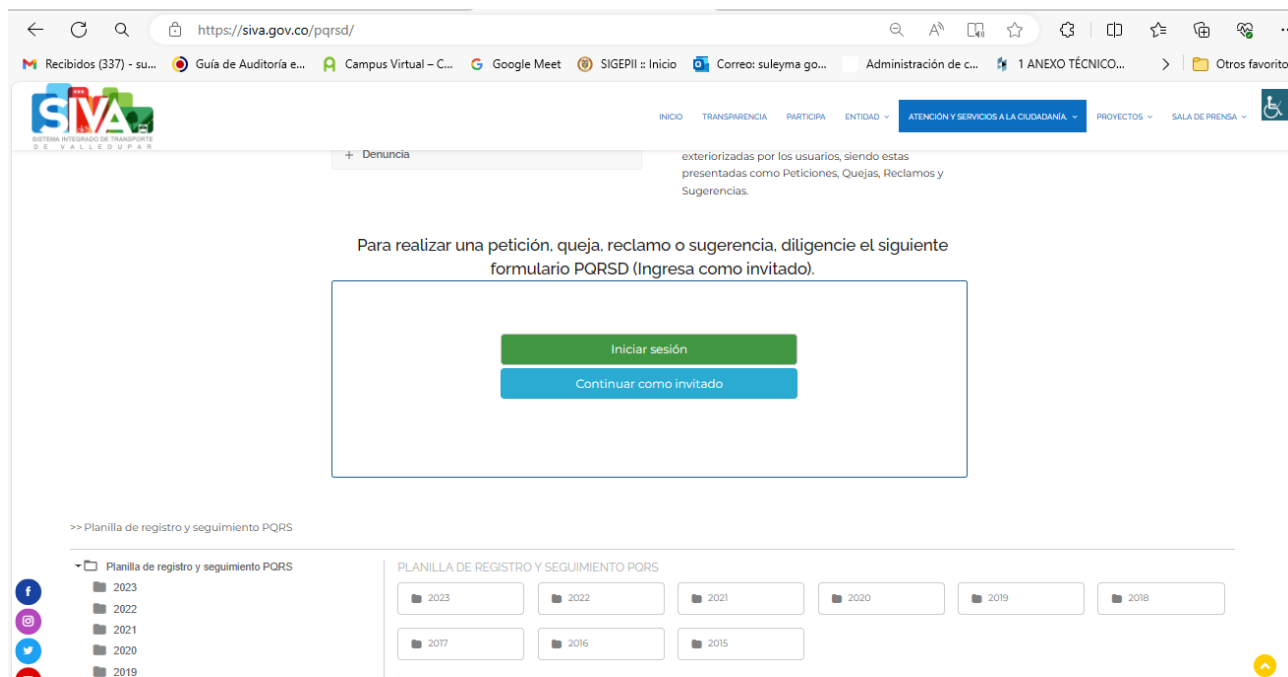 https://siva.gov.co/pqrsd/
Recibidos (337) - su...
Guía de Auditoría e...
Campus Virtual – C...
Google Meet
SIGEPII :: Inicio
Correo: suleyma go...
Administración de c...
1 ANEXO TÉCNICO...
Otros favorito
SIVA
SISTEMA INTEGRADO DE TRANSPORTE
DE VALLEDUPAR
INICIO
TRANSPARENCIA
PARTICIPA
ENTIDAD
ATENCIÓN Y SERVICIOS A LA CIUDADANÍA.
PROYECTOS
SALA DE PRENSA
+ Denuncia
exteriorizadas por los usuarios, siendo estas
presentadas como Peticiones, Quejas, Reclamos y
Sugerencias.
Para realizar una petición, queja, reclamo o sugerencia, diligencie el siguiente
formulario PQRSD (Ingresa como invitado).
Iniciar sesión
Continuar como invitado
>> Planilla de registro y seguimiento PQRS
Planilla de registro y seguimiento PQRS
2023
2022
2021
2020
2019
PLANILLA DE REGISTRO Y SEGUIMIENTO PQRS
2023
2022
2021
2020
2019
2018
2017
2016
2015